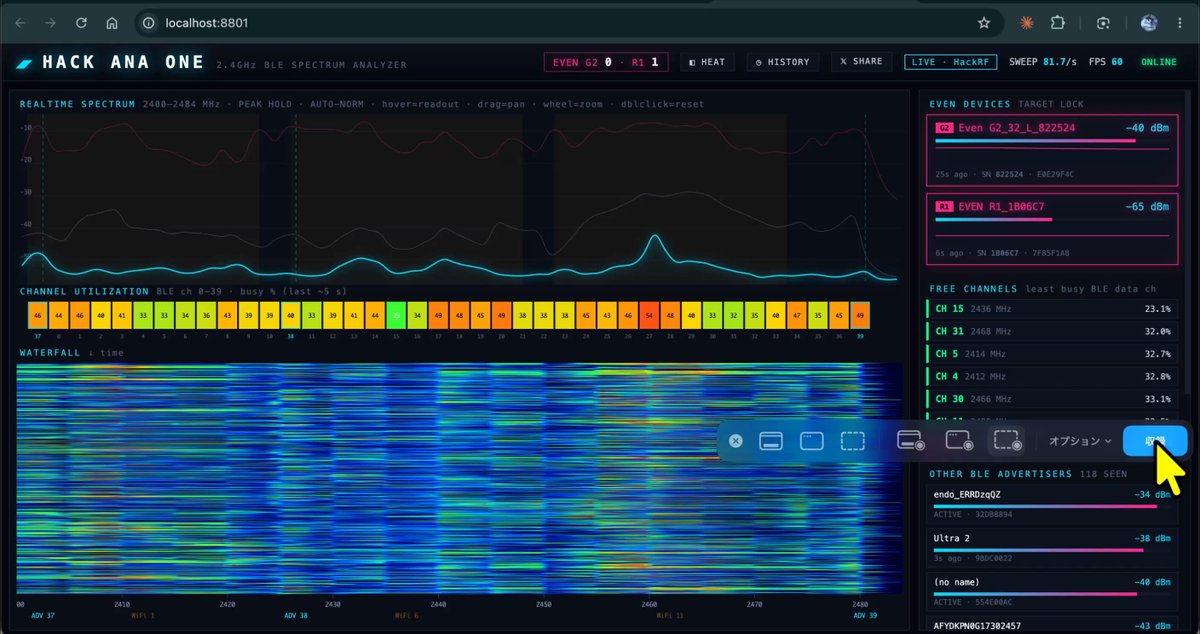 localhost:8801
HACK ANA ONE 2.4GHz BLE SPECTRUM ANALYZER
EVEN G2 0 · R1 1
HEAT
HISTORY
SHARE
LIVE · HackRF
SWEEP 81.7/s FPS 60 ONLINE
REALTIME SPECTRUM 2400–2484 MHz · PEAK HOLD · AUTO-NORM · hover=readout · drag=pan · wheel=zoom · dblclick=reset
-10
-20
-30
-40
CHANNEL UTILIZATION BLE ch 0–39 · busy % (last ~5 s)
46 44 46 40 41 33 33 34 36 43 39 39 40 33 39 41 44 34 49 48 45 49 38 38 38 45 43 46 54 48 40 33 32 35 40 47 35 45 49
37 0 1 2 3 4 5 6 7 8 9 10 38 11 12 13 14 15 16 17 18 19 20 21 22 23 24 25 26 27 28 29 30 31 32 33 34 35 36 39
WATERFALL ↓ time
00 2410 2420 2430 2440 2450 2460 2470 2480
ADV 37 WiFi 1 ADV 38 WiFi 6 WiFi 11 ADV 39
EVEN DEVICES TARGET LOCK
G2 Even G2_32_L_822524 -40 dBm
25s ago · SN 822524 · E0E29F4C
R1 EVEN R1_1B06C7 -65 dBm
6s ago · SN 1B06C7 · 7F85F1A8
FREE CHANNELS least busy BLE data ch
CH 15 2436 MHz 23.1%
CH 31 2468 MHz 32.0%
CH 5 2414 MHz 32.7%
CH 4 2412 MHz 32.8%
CH 30 2466 MHz 33.1%
オプション
OTHER BLE ADVERTISERS 118 SEEN
endo_ERRDzqQZ -34 dBm
ACTIVE · 32DB8894
Ultra 2 -38 dBm
3s ago · 98DC0022
(no name) -40 dBm
ACTIVE · 554E00AC
AFYDKPN0G17302457 -43 dBm